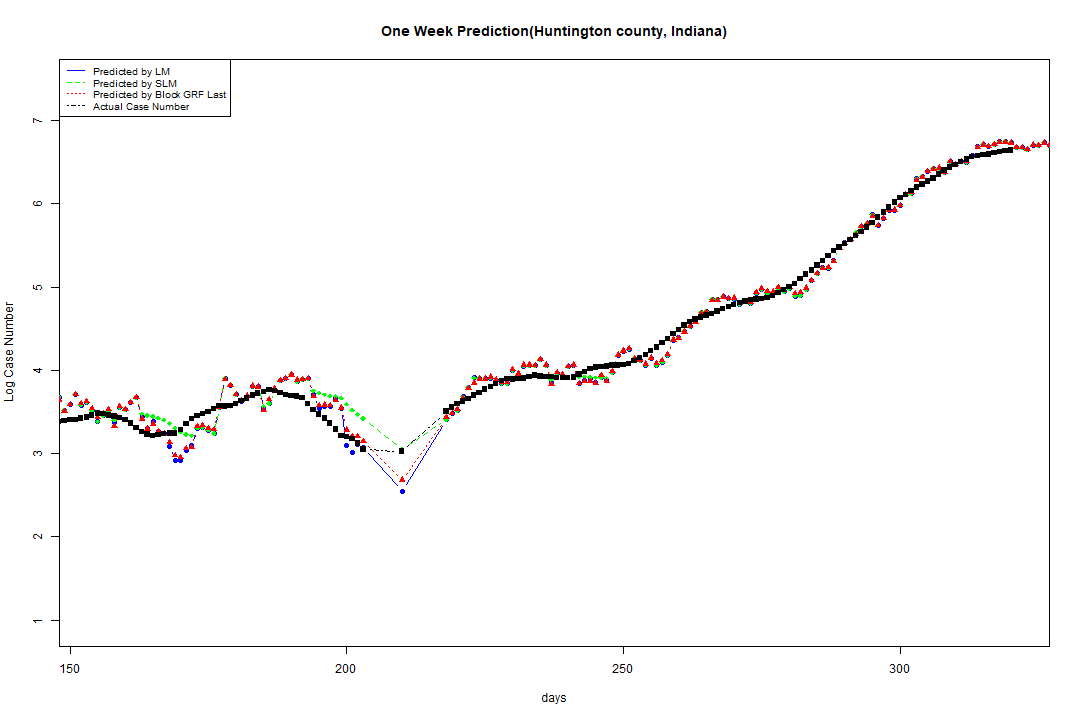 One Week Prediction(Huntington county, Indiana)
Predicted by LM
Predicted by SLM
Predicted by Block GRF Last
Actual Case Number
7
6
5
4
3
2
1
Log Case Number
150 200 250 300
days